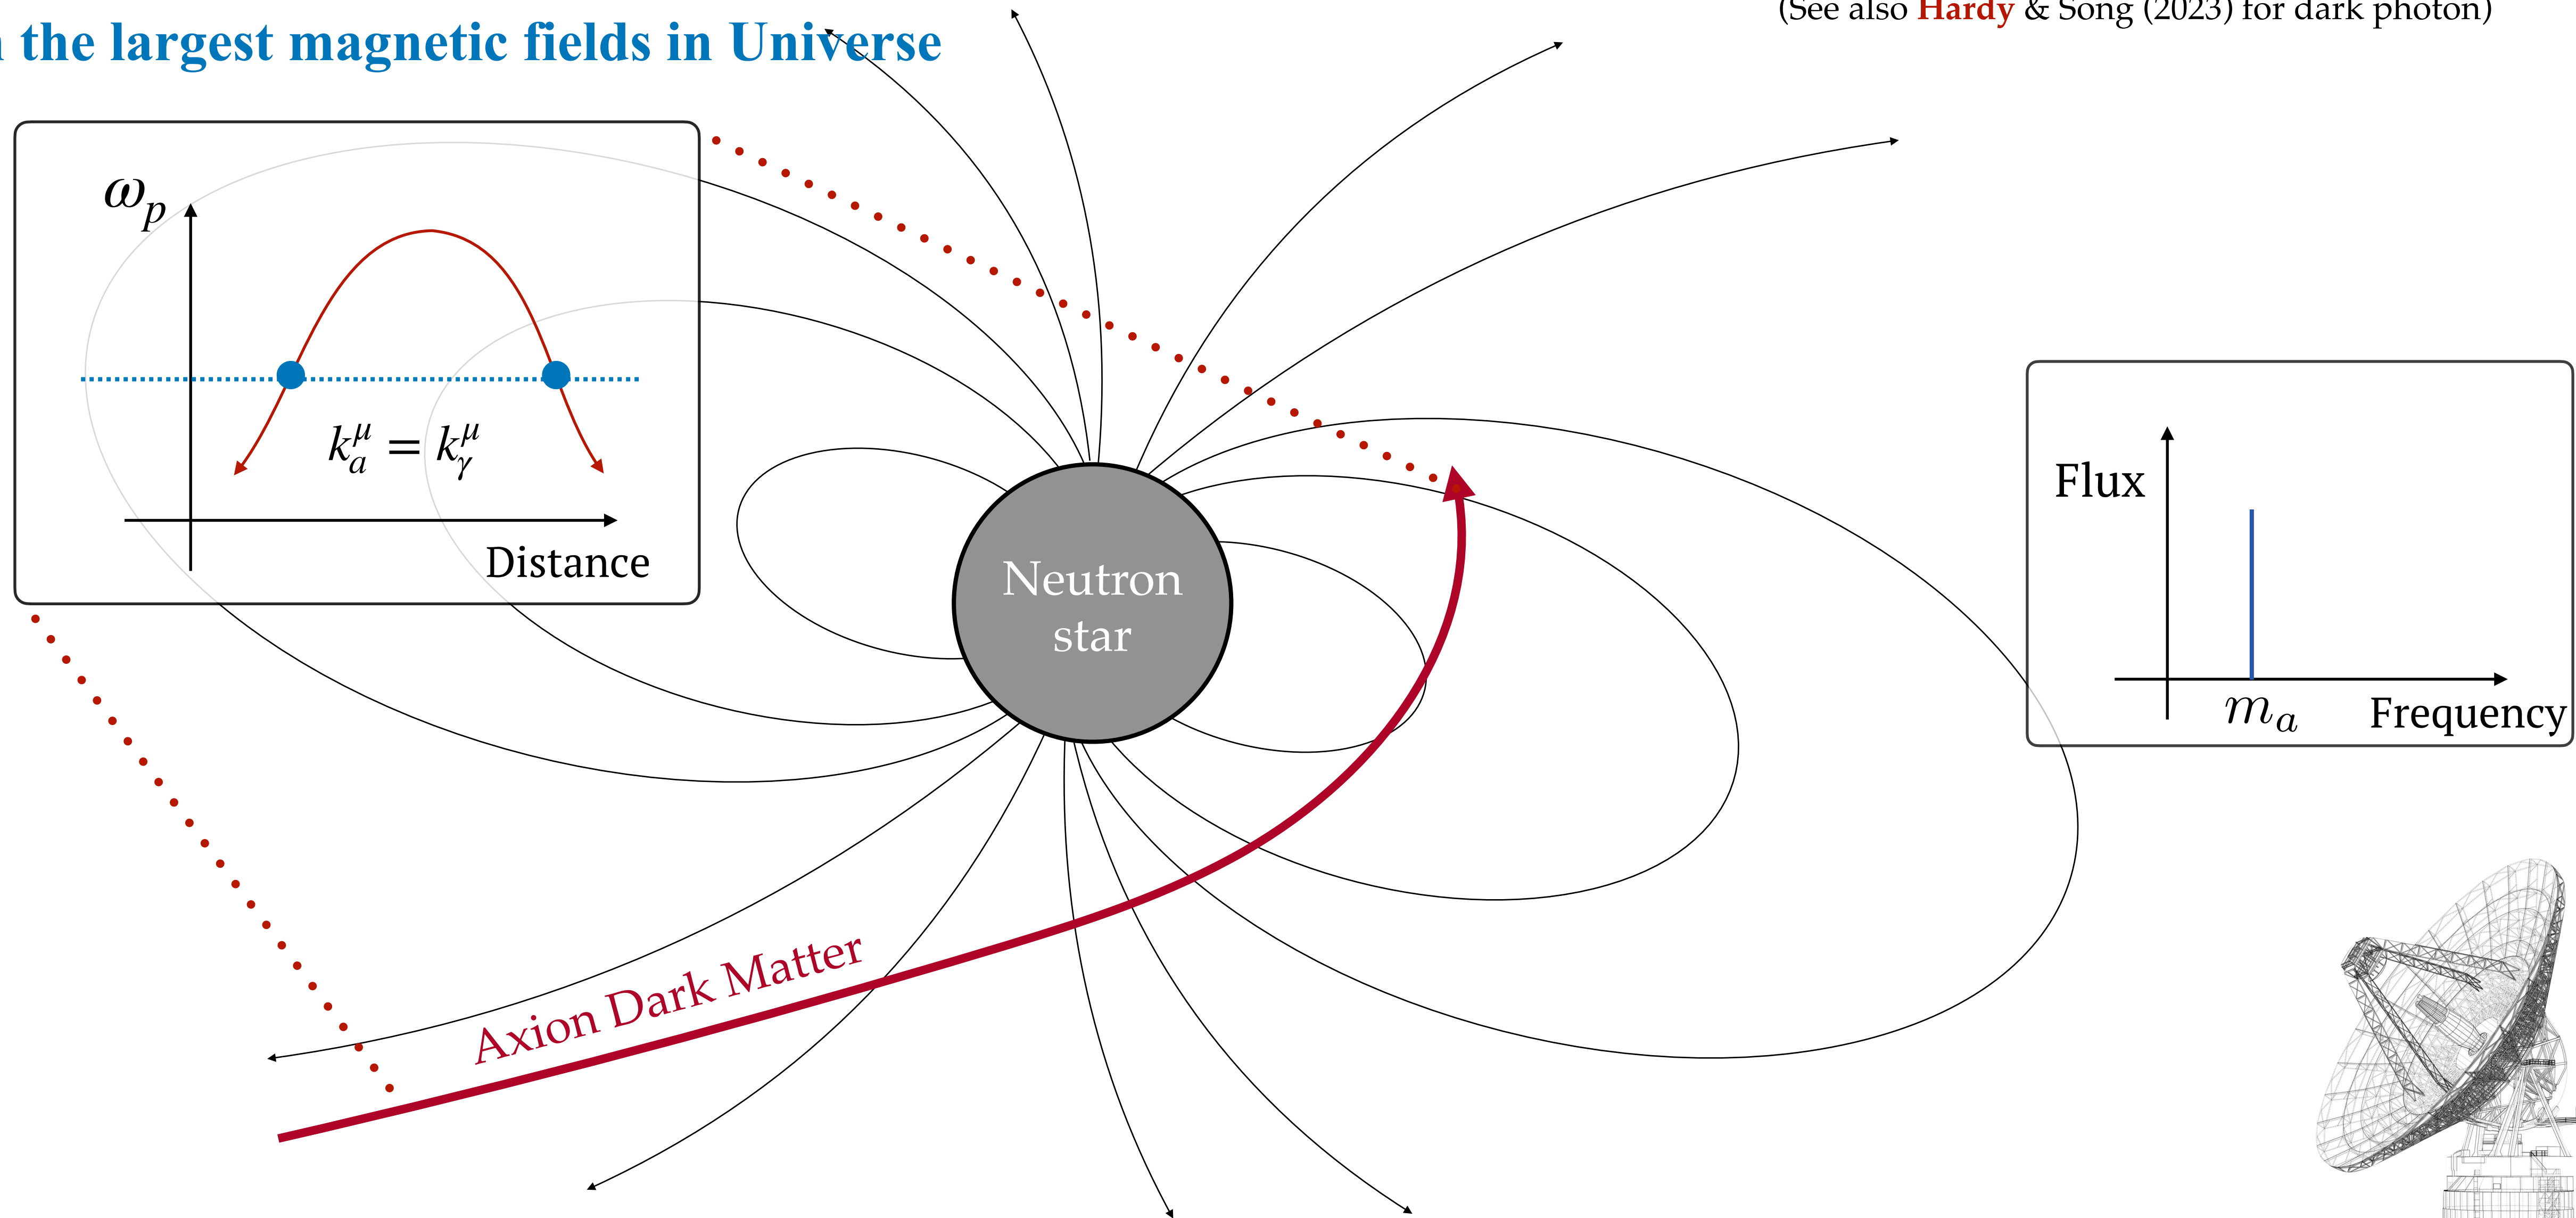 the largest magnetic fields in Universe
(See also Hardy & Song (2023) for dark photon)
ωₚ
k_a^μ = k_γ^μ
Distance
Neutron
star
Axion Dark Matter
Flux
m_a
Frequency